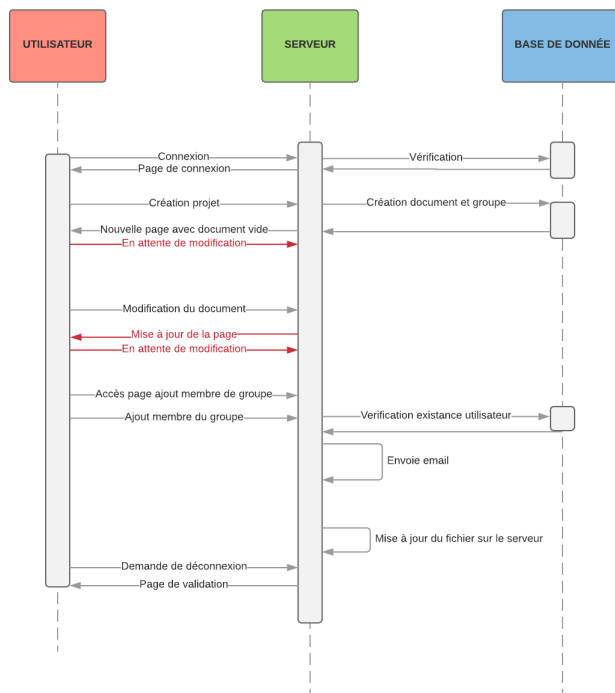 UTILISATEUR
SERVEUR
BASE DE DONNÉE
Connexion
Vérification
Page de connexion
Création projet
Création document et groupe
Nouvelle page avec document vide
En attente de modification
Modification du document
Mise à jour de la page
En attente de modification
Accès page ajout membre de groupe
Ajout membre du groupe
Verification existance utilisateur
Envoie email
Mise à jour du fichier sur le serveur
Demande de déconnexion
Page de validation